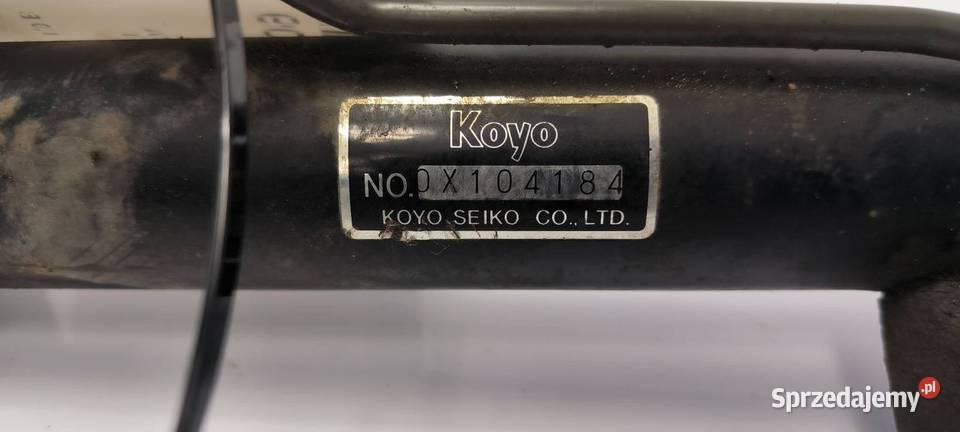 Koyo
NO. 0X104184
KOYO SEIKO CO., LTD.
Sprzedajemy.pl